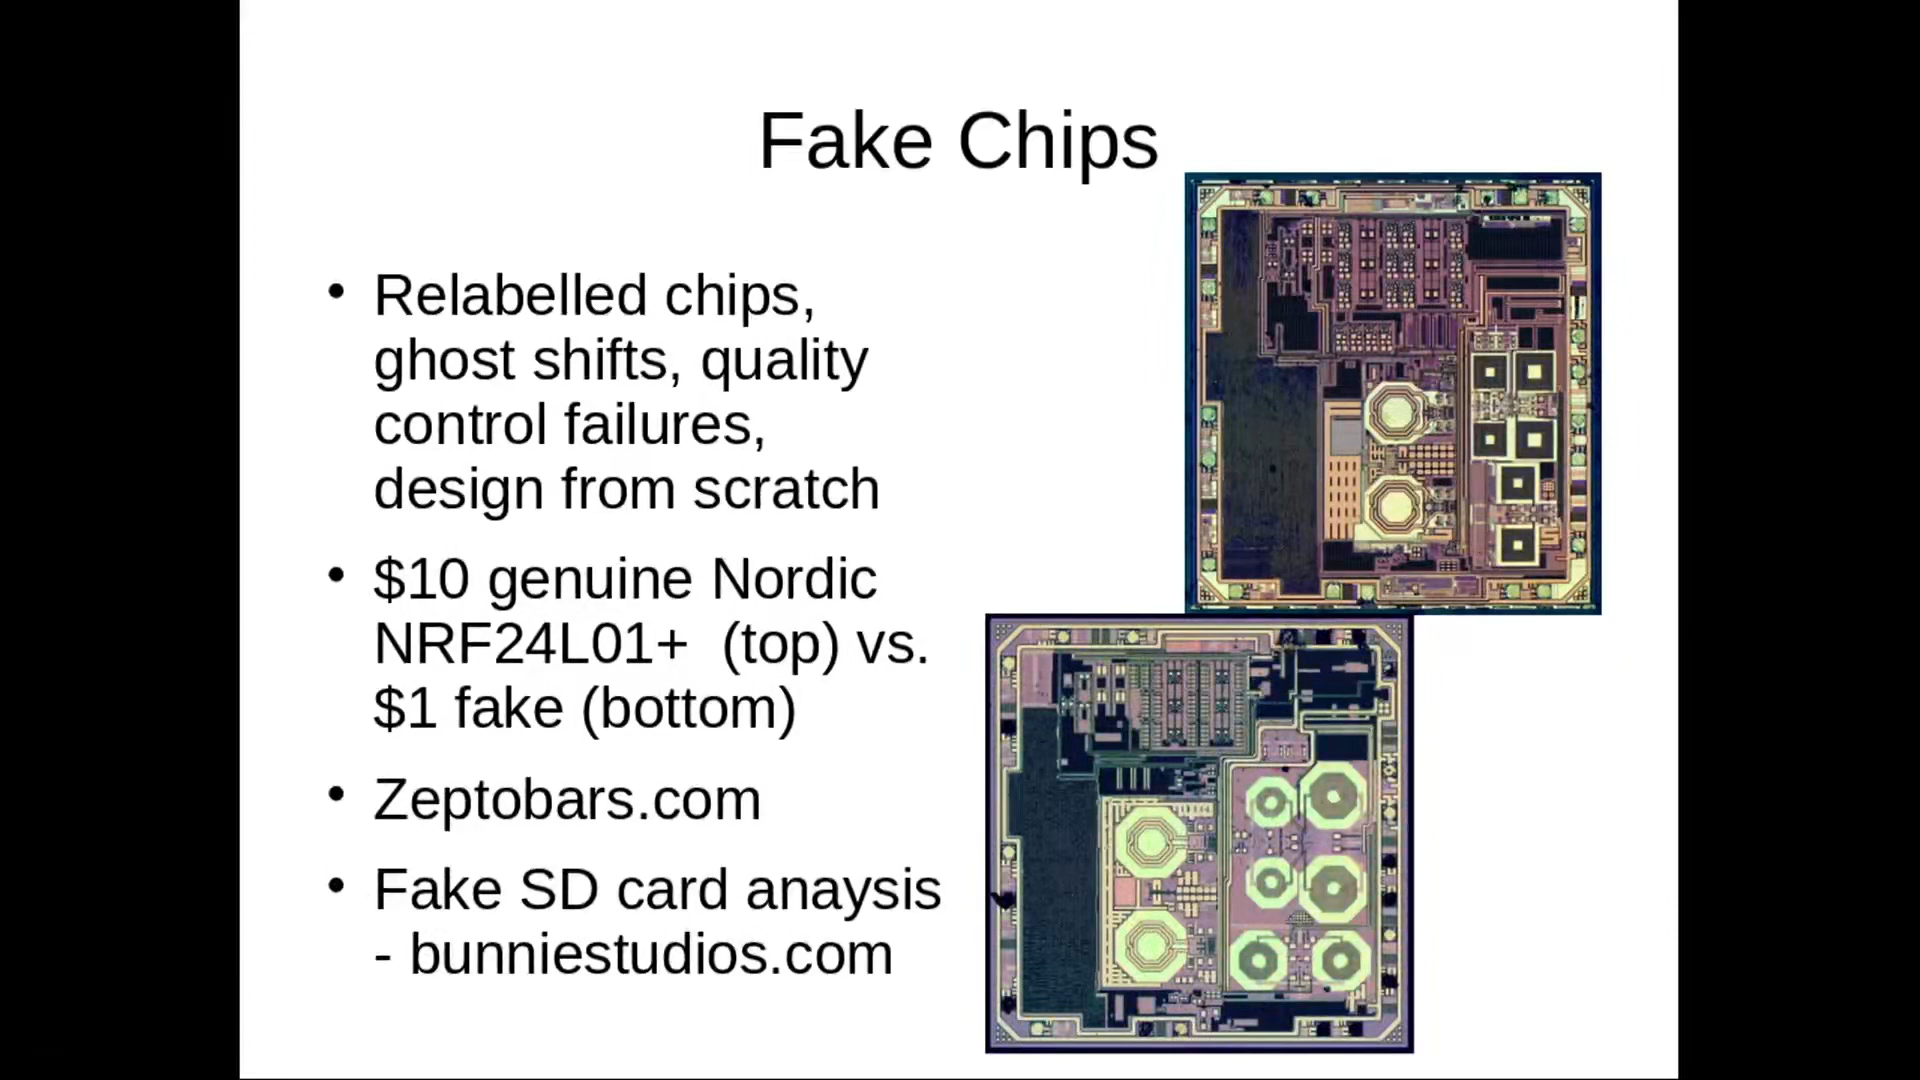 Fake Chips
• Relabelled chips,
ghost shifts, quality
control failures,
design from scratch
• $10 genuine Nordic
NRF24L01+  (top) vs.
$1 fake (bottom)
• Zeptobars.com
• Fake SD card anaysis
- bunniestudios.com